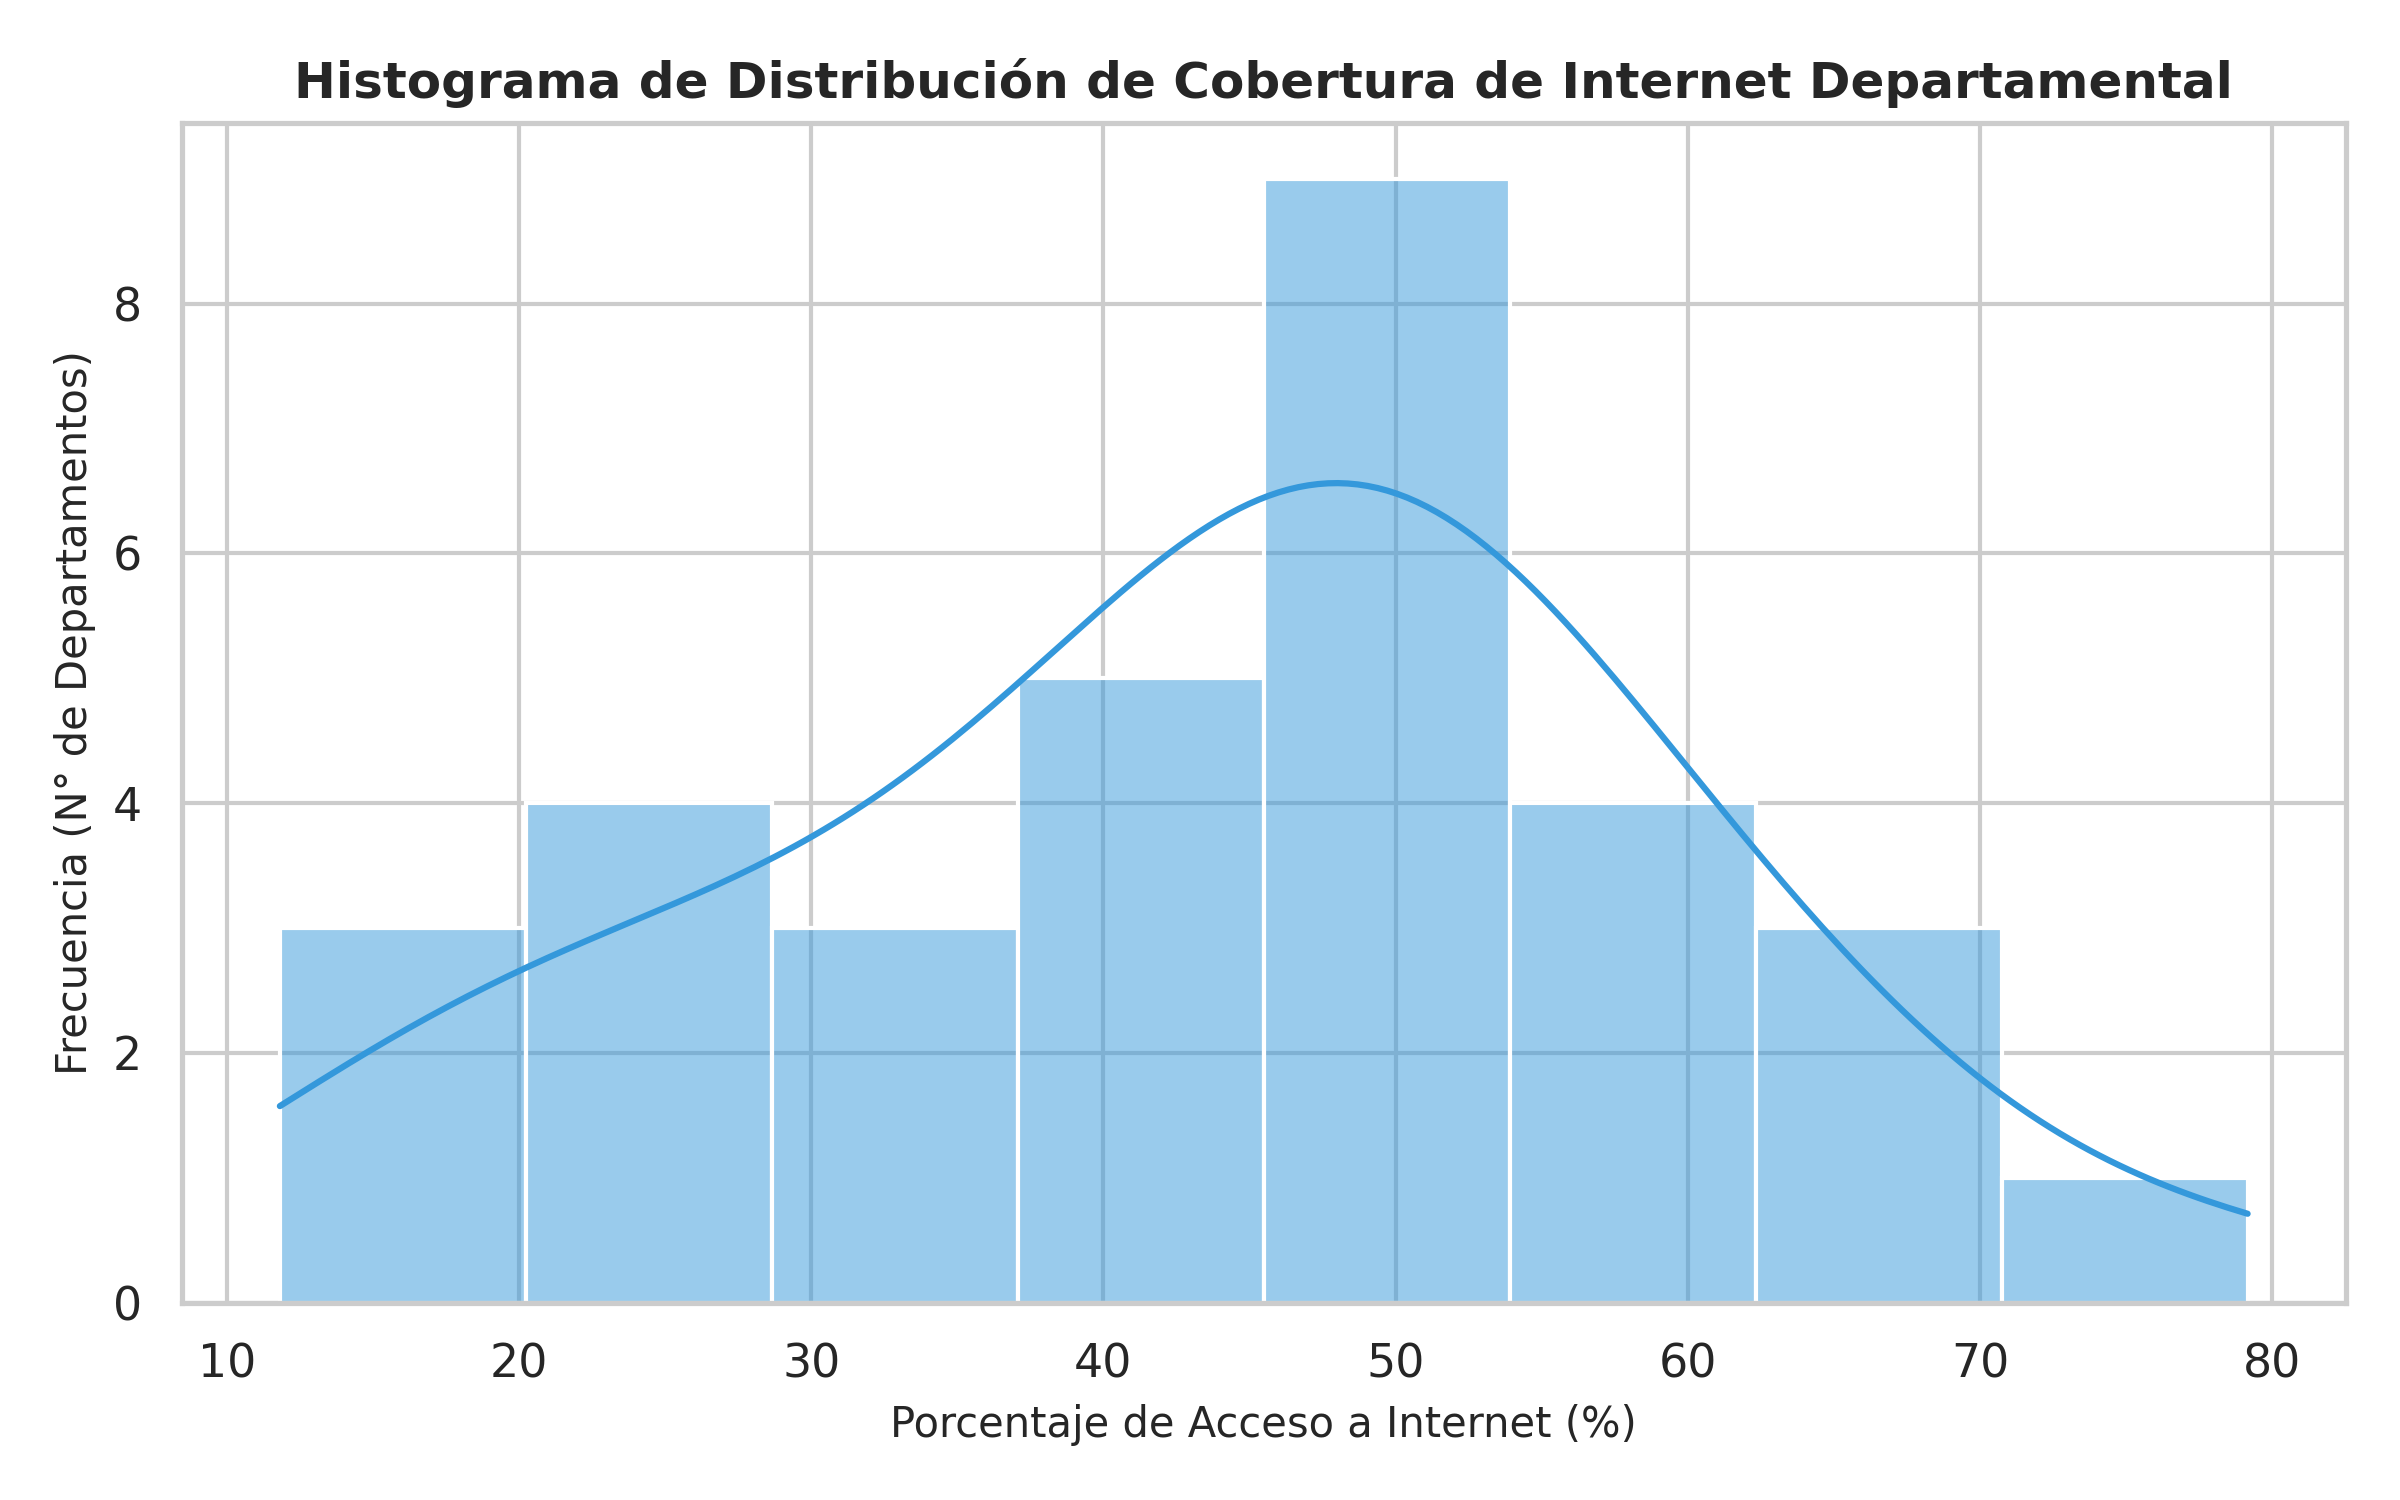 Histograma de Distribución de Cobertura de Internet Departamental
Frecuencia (N° de Departamentos)
8
6
4
2
0
10 20 30 40 50 60 70 80
Porcentaje de Acceso a Internet (%)